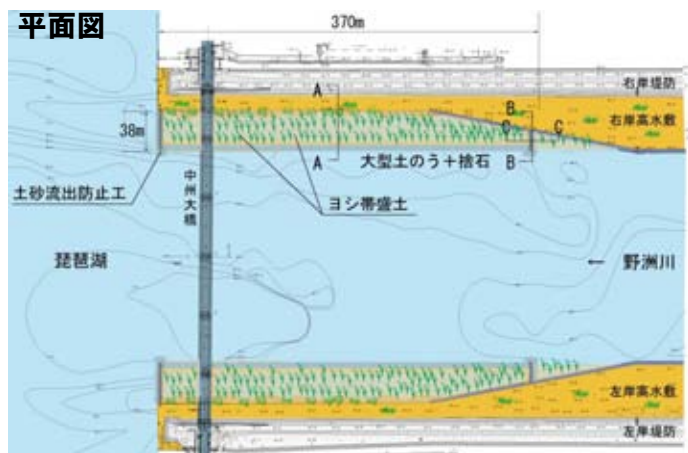 平面図
370m
右岸堤防
A
B
右岸高水敷
C
C
38m
A
大型土のう＋捨石
B
土砂流出防止工
中州大橋
ヨシ帯盛土
琵琶湖
←
野洲川
左岸高水敷
左岸堤防